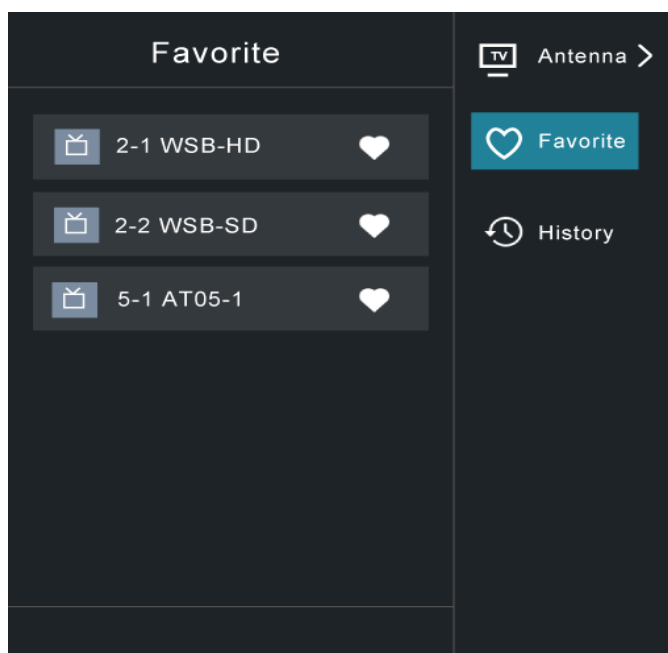 Favorite
2-1 WSB-HD
2-2 WSB-SD
5-1 AT05-1
TV
Antenna
Favorite
History